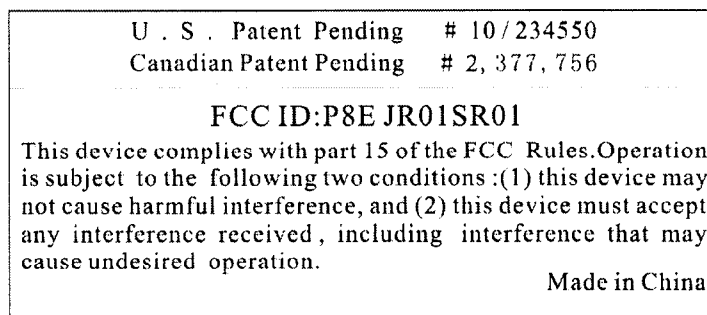 U . S . Patent Pending # 10/234550
Canadian Patent Pending # 2, 377, 756
FCC ID:P8E JR01SR01
This device complies with part 15 of the FCC Rules.Operation
is subject to the following two conditions :(1) this device may
not cause harmful interference, and (2) this device must accept
any interference received , including interference that may
cause undesired operation.
Made in China